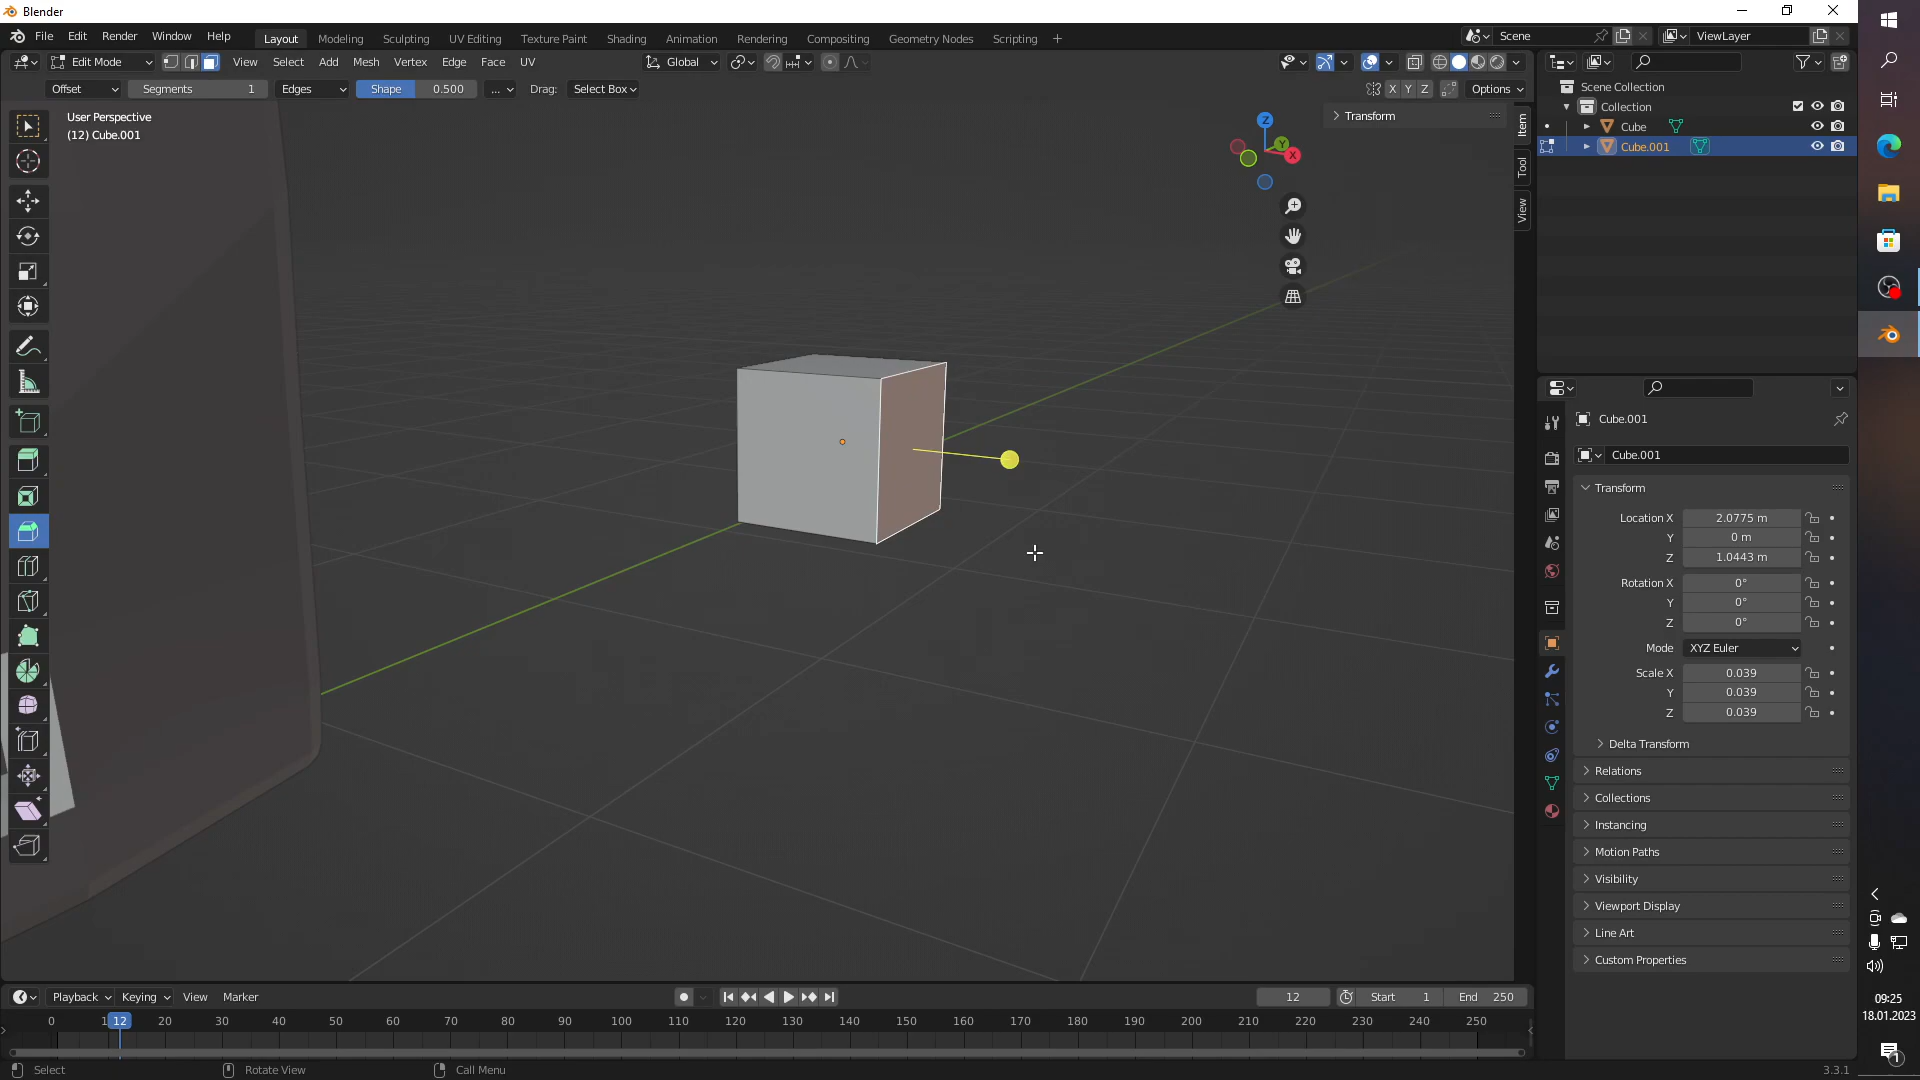 Blender
File Edit Render Window Help
Layout Modeling Sculpting UV Editing Texture Paint Shading Animation Rendering Compositing Geometry Nodes Scripting +
Scene
ViewLayer
Edit Mode
View Select Add Mesh Vertex Edge Face UV
Global
Offset
Segments 1
Edges
Shape 0.500
...
Drag: Select Box
X Y Z
Options
User Perspective
(12) Cube.001
Z
Y
X
Transform
Item
Tool
View
Scene Collection
Collection
Cube
Cube.001
Cube.001
Cube.001
Transform
Location X 2.0775 m
Y 0 m
Z 1.0443 m
Rotation X 0°
Y 0°
Z 0°
Mode XYZ Euler
Scale X 0.039
Y 0.039
Z 0.039
Delta Transform
Relations
Collections
Instancing
Motion Paths
Visibility
Viewport Display
Line Art
Custom Properties
Playback Keying View Marker
12
Start 1
End 250
0 1 12 20 30 40 50 60 70 80 90 100 110 120 130 140 150 160 170 180 190 200 210 220 230 240 250
Select
Rotate View
Call Menu
3.3.1
09:25
18.01.2023
1